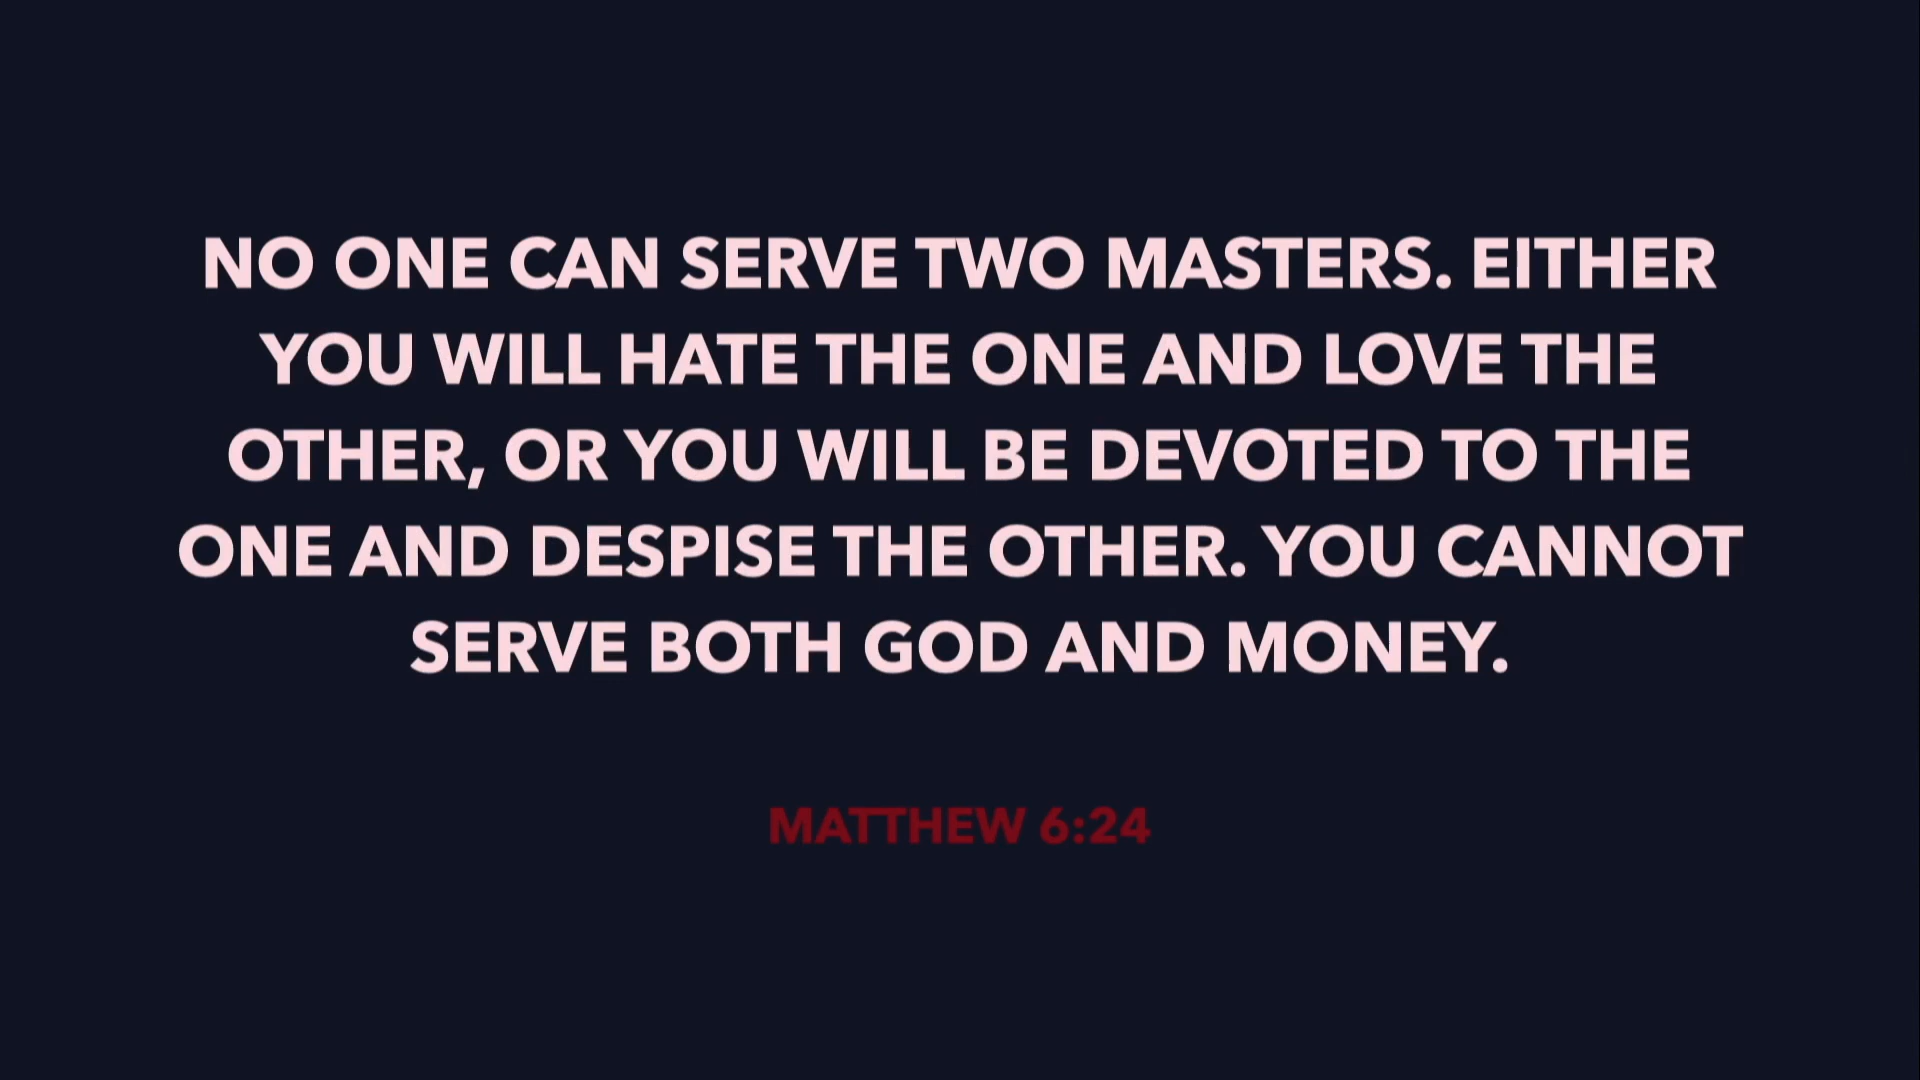 NO ONE CAN SERVE TWO MASTERS. EITHER
YOU WILL HATE THE ONE AND LOVE THE
OTHER, OR YOU WILL BE DEVOTED TO THE
ONE AND DESPISE THE OTHER. YOU CANNOT
SERVE BOTH GOD AND MONEY.
MATTHEW 6:24